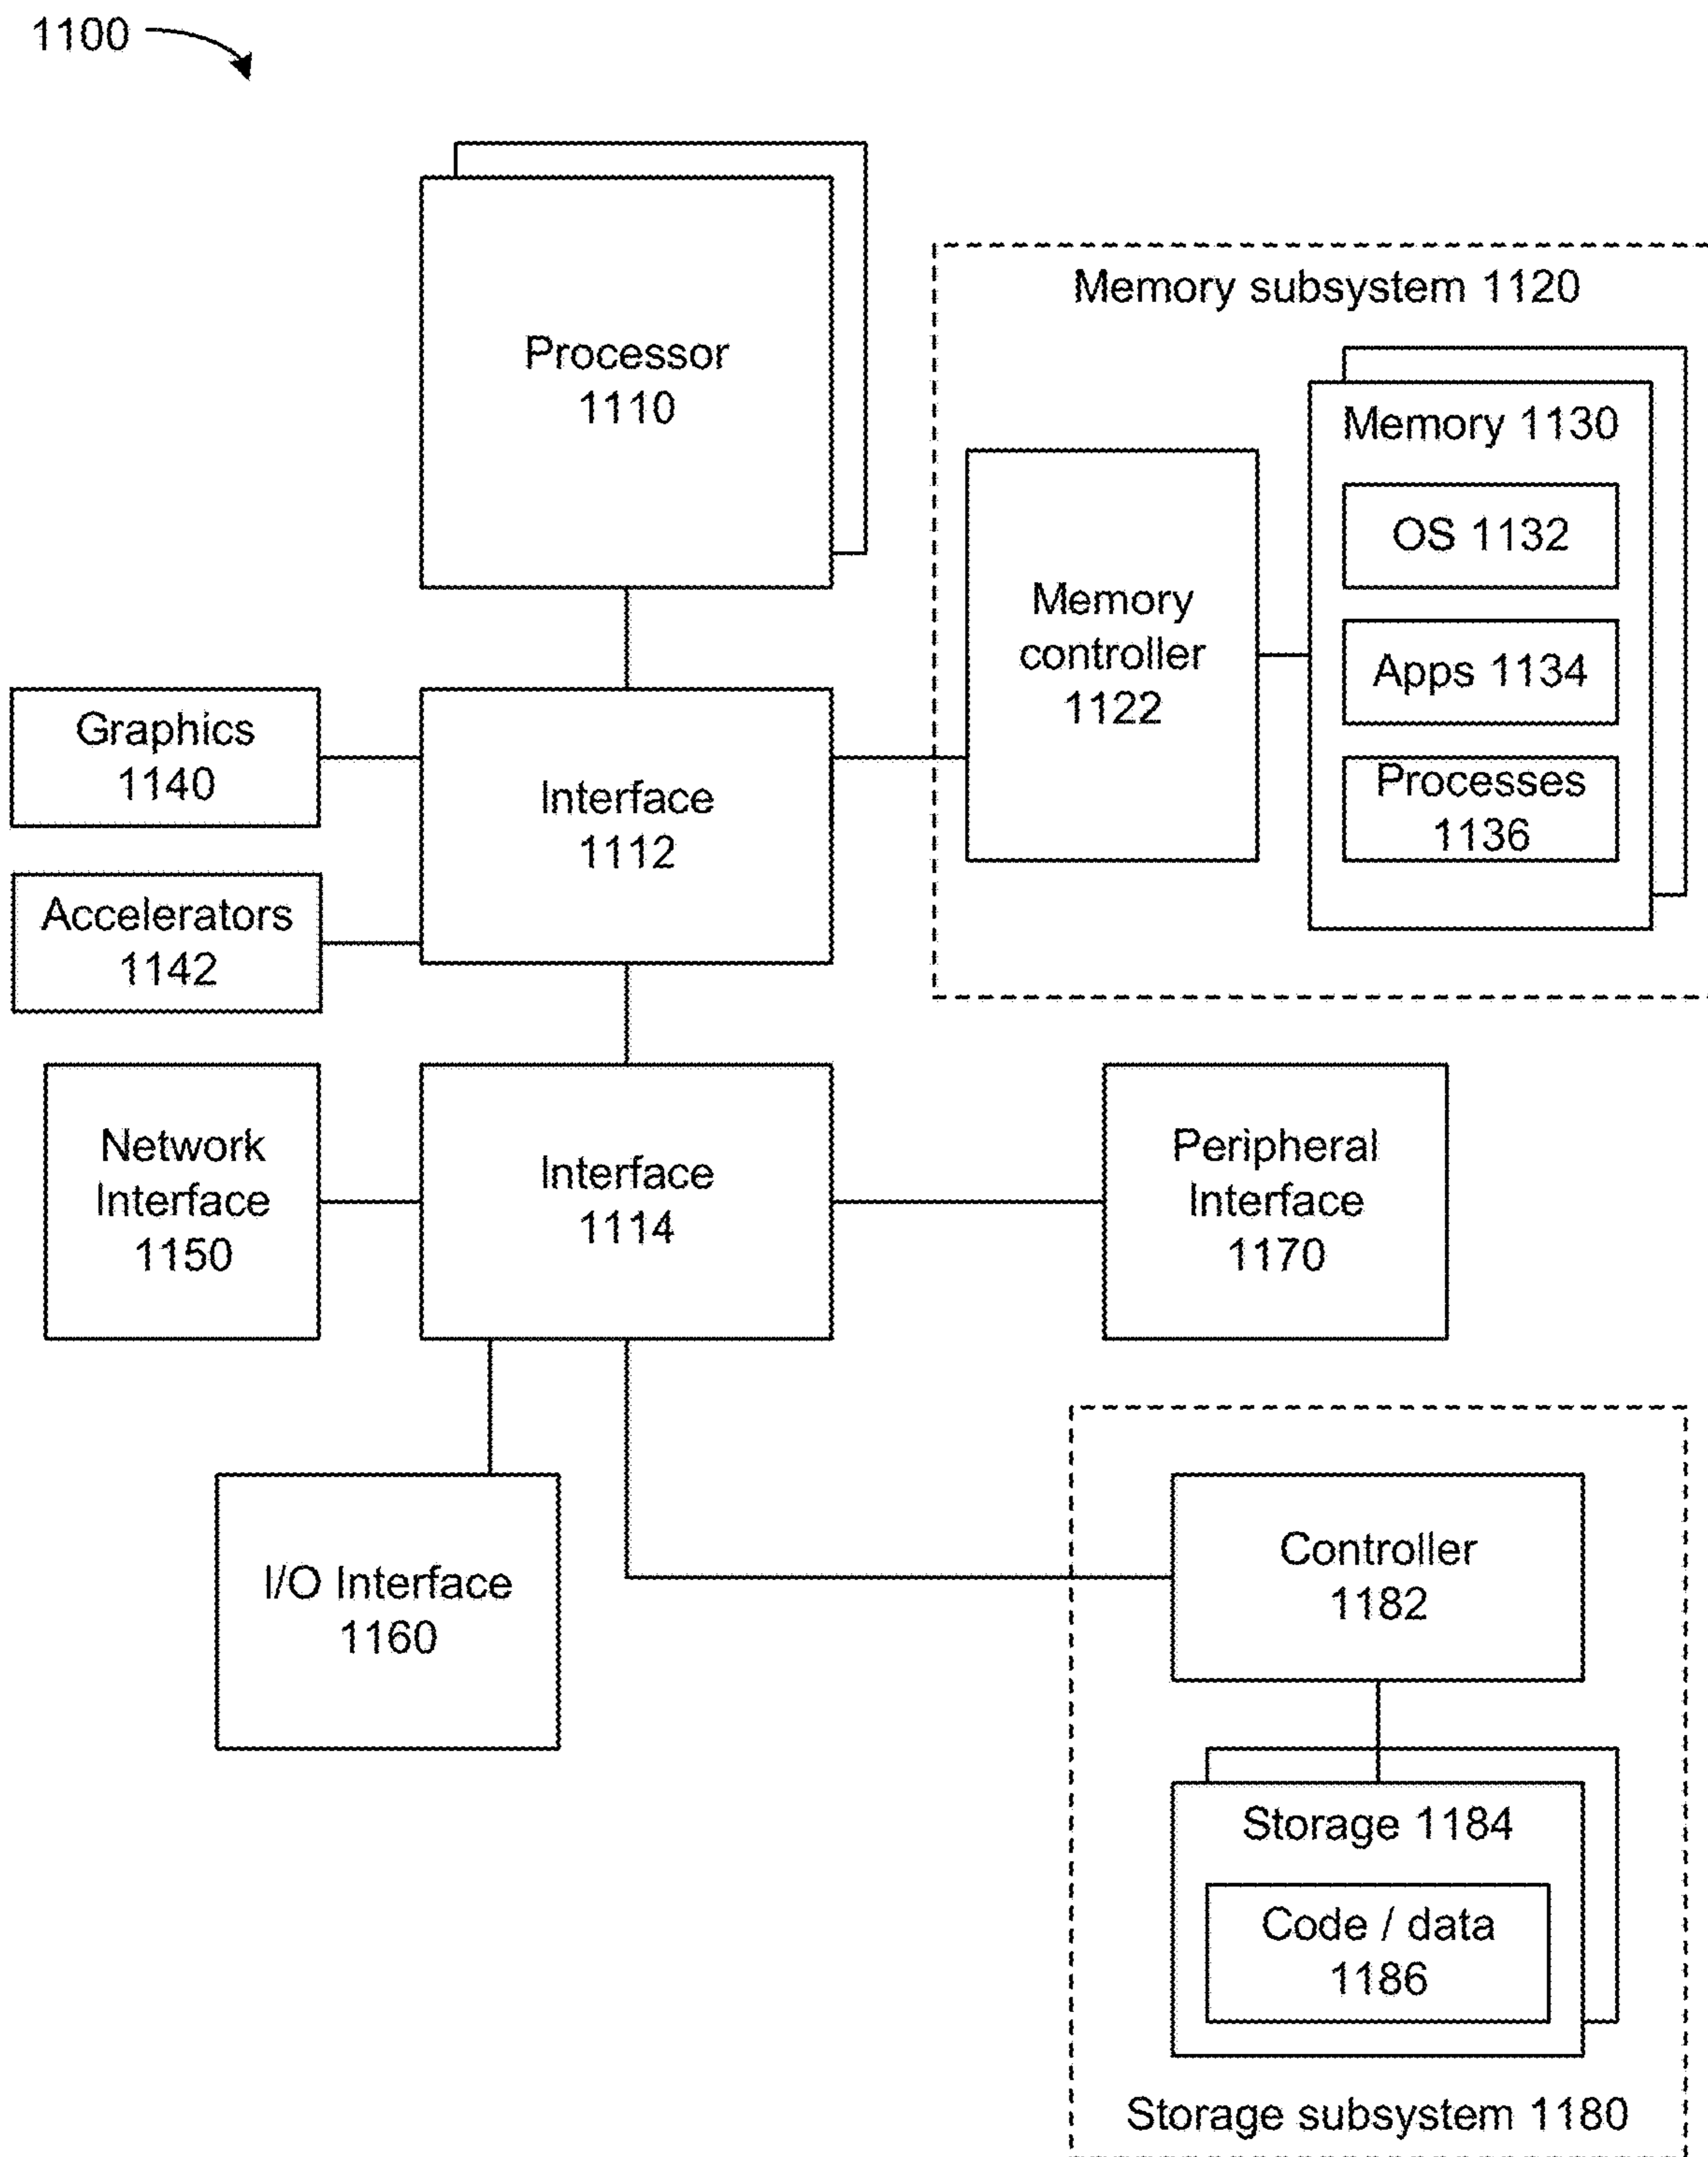 1100
Processor
1110
Memory subsystem 1120
Memory 1130
OS 1132
Apps 1134
Processes
1136
Memory
controller
1122
Graphics
1140
Interface
1112
Accelerators
1142
Network
Interface
1150
Interface
1114
Peripheral
Interface
1170
I/O Interface
1160
Controller
1182
Storage 1184
Code / data
1186
Storage subsystem 1180